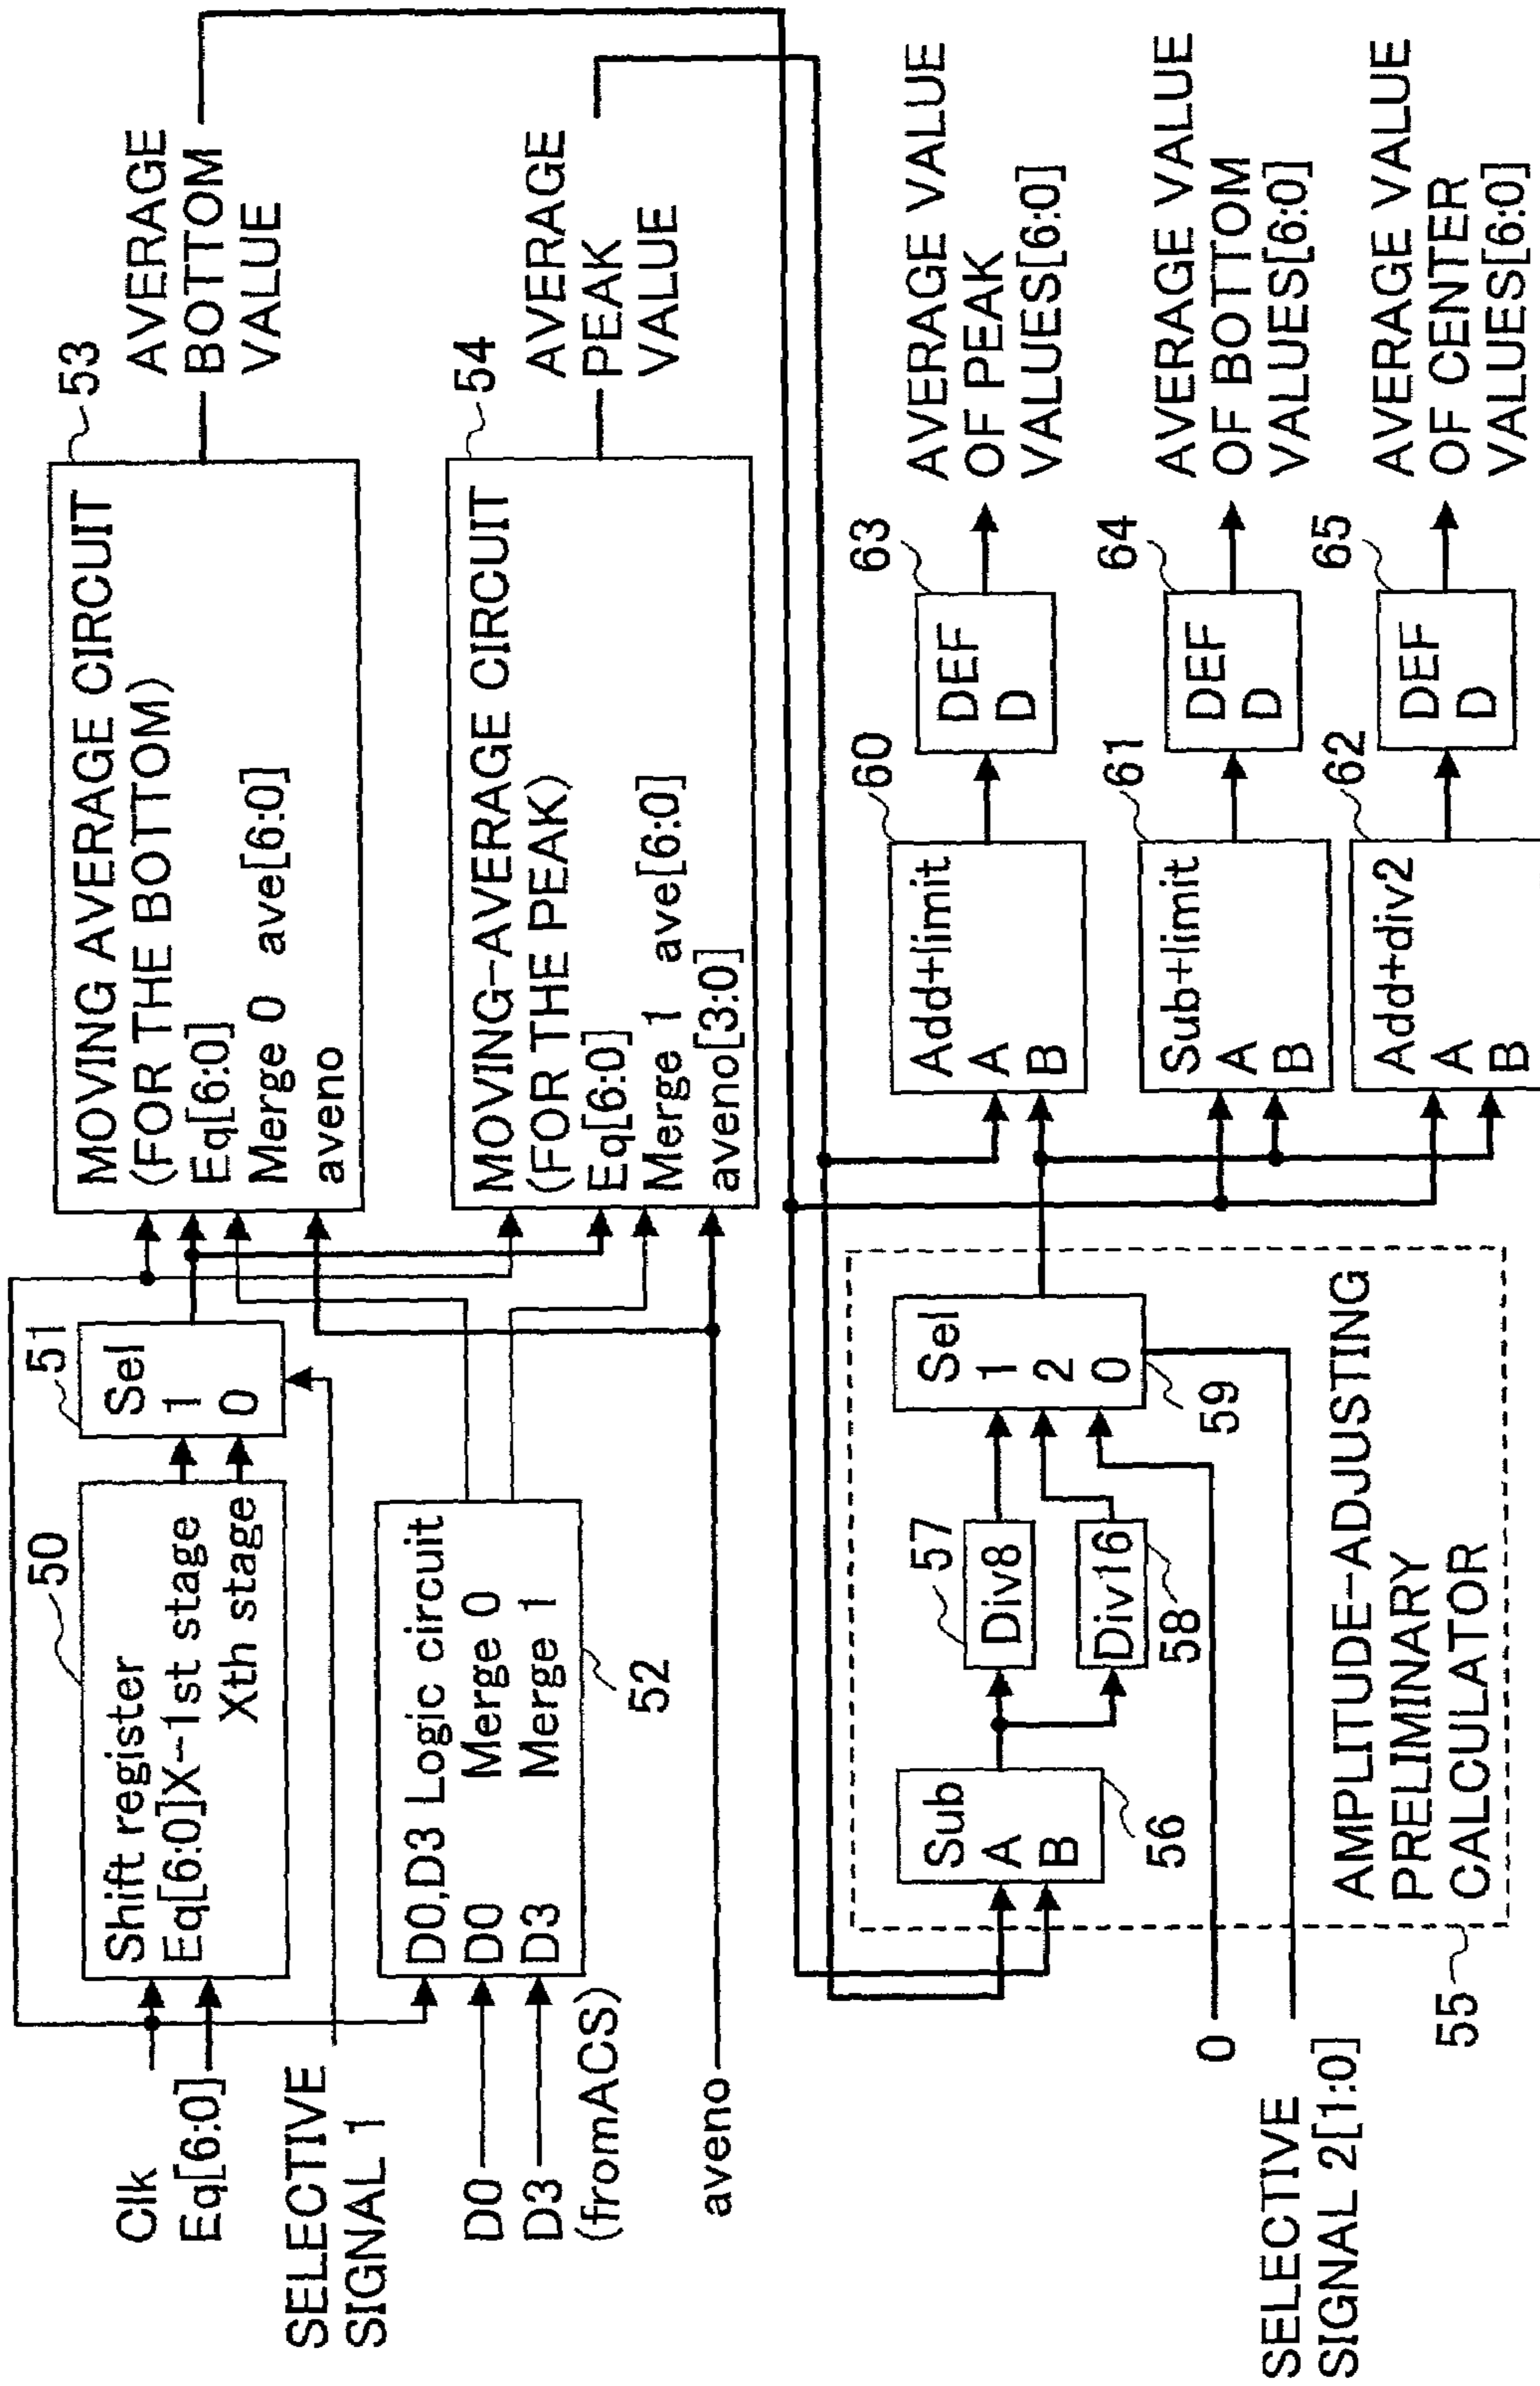 Clk
Eq[6:0]
SELECTIVE
SIGNAL 1
D0
D3
(fromACS)
aveno
50
Shift register
Eq[6:0]X-1st stage
Xth stage
51
Sel
1
0
D0,D3 Logic circuit
D0 Merge 0
D3 Merge 1
52
53
MOVING AVERAGE CIRCUIT
(FOR THE BOTTOM)
Eq[6:0]
Merge 0 ave[6:0]
aveno
AVERAGE
BOTTOM
VALUE
54
MOVING-AVERAGE CIRCUIT
(FOR THE PEAK)
Eq[6:0]
Merge 1 ave[6:0]
aveno[3:0]
AVERAGE
PEAK
VALUE
0
SELECTIVE
SIGNAL 2[1:0]
55
Sub
A
B
56
57
Div8
Div16
58
Sel
1
2
0
59
AMPLITUDE-ADJUSTING
PRELIMINARY
CALCULATOR
60
Add+limit
A
B
61
Sub+limit
A
B
62
Add+div2
A
B
63
DEF
D
64
DEF
D
65
DEF
D
AVERAGE VALUE
OF PEAK
VALUES[6:0]
AVERAGE VALUE
OF BOTTOM
VALUES[6:0]
AVERAGE VALUE
OF CENTER
VALUES[6:0]